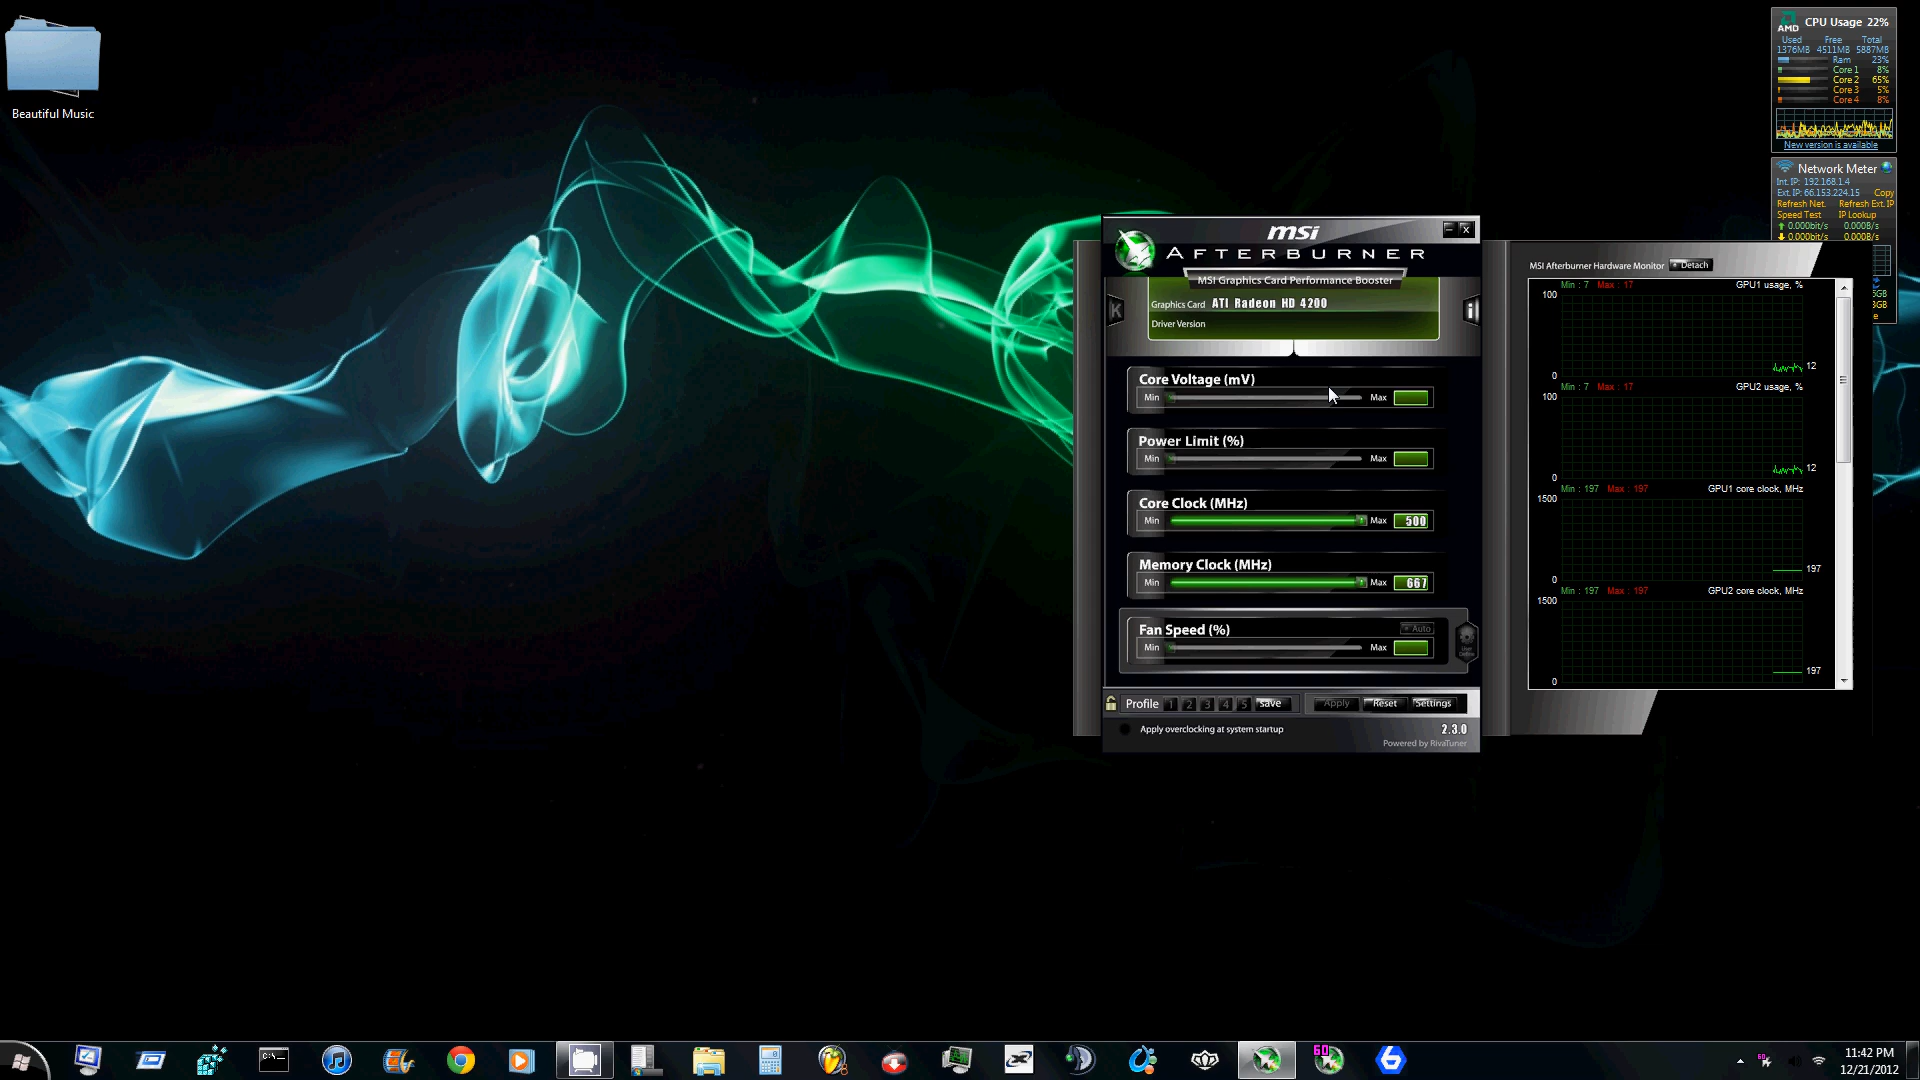 Beautiful Music
AMD
CPU Usage 22%
Used Free Total
1376MB 4511MB 5887MB
Ram 23%
Core 1 8%
Core 2 65%
Core 3 5%
Core 4 8%
New version is available
Network Meter
Int. IP: 192.168.1.4
Ext. IP: 66.153.224.15 Copy
Refresh Net. Refresh Ext. IP
Speed Test IP Lookup
0.000bit/s 0.000B/s
0.000bit/s 0.000B/s
msi
AFTERBURNER
MSI Graphics Card Performance Booster
K
i
Graphics Card ATI Radeon HD 4200
Driver Version
Core Voltage (mV)
Min Max
Power Limit (%)
Min Max
Core Clock (MHz)
Min Max 500
Memory Clock (MHz)
Min Max 667
Fan Speed (%) Auto
Min Max
User Define
Profile 1 2 3 4 5 Save Apply Reset Settings
Apply overclocking at system startup 2.3.0
Powered by RivaTuner
MSI Afterburner Hardware Monitor Detach
Min : 7 Max : 17 GPU1 usage, %
100
12
0
Min : 7 Max : 17 GPU2 usage, %
100
12
0
Min : 197 Max : 197 GPU1 core clock, MHz
1500
197
0
Min : 197 Max : 197 GPU2 core clock, MHz
1500
197
0
C:\
60
6
11:42 PM
12/21/2012